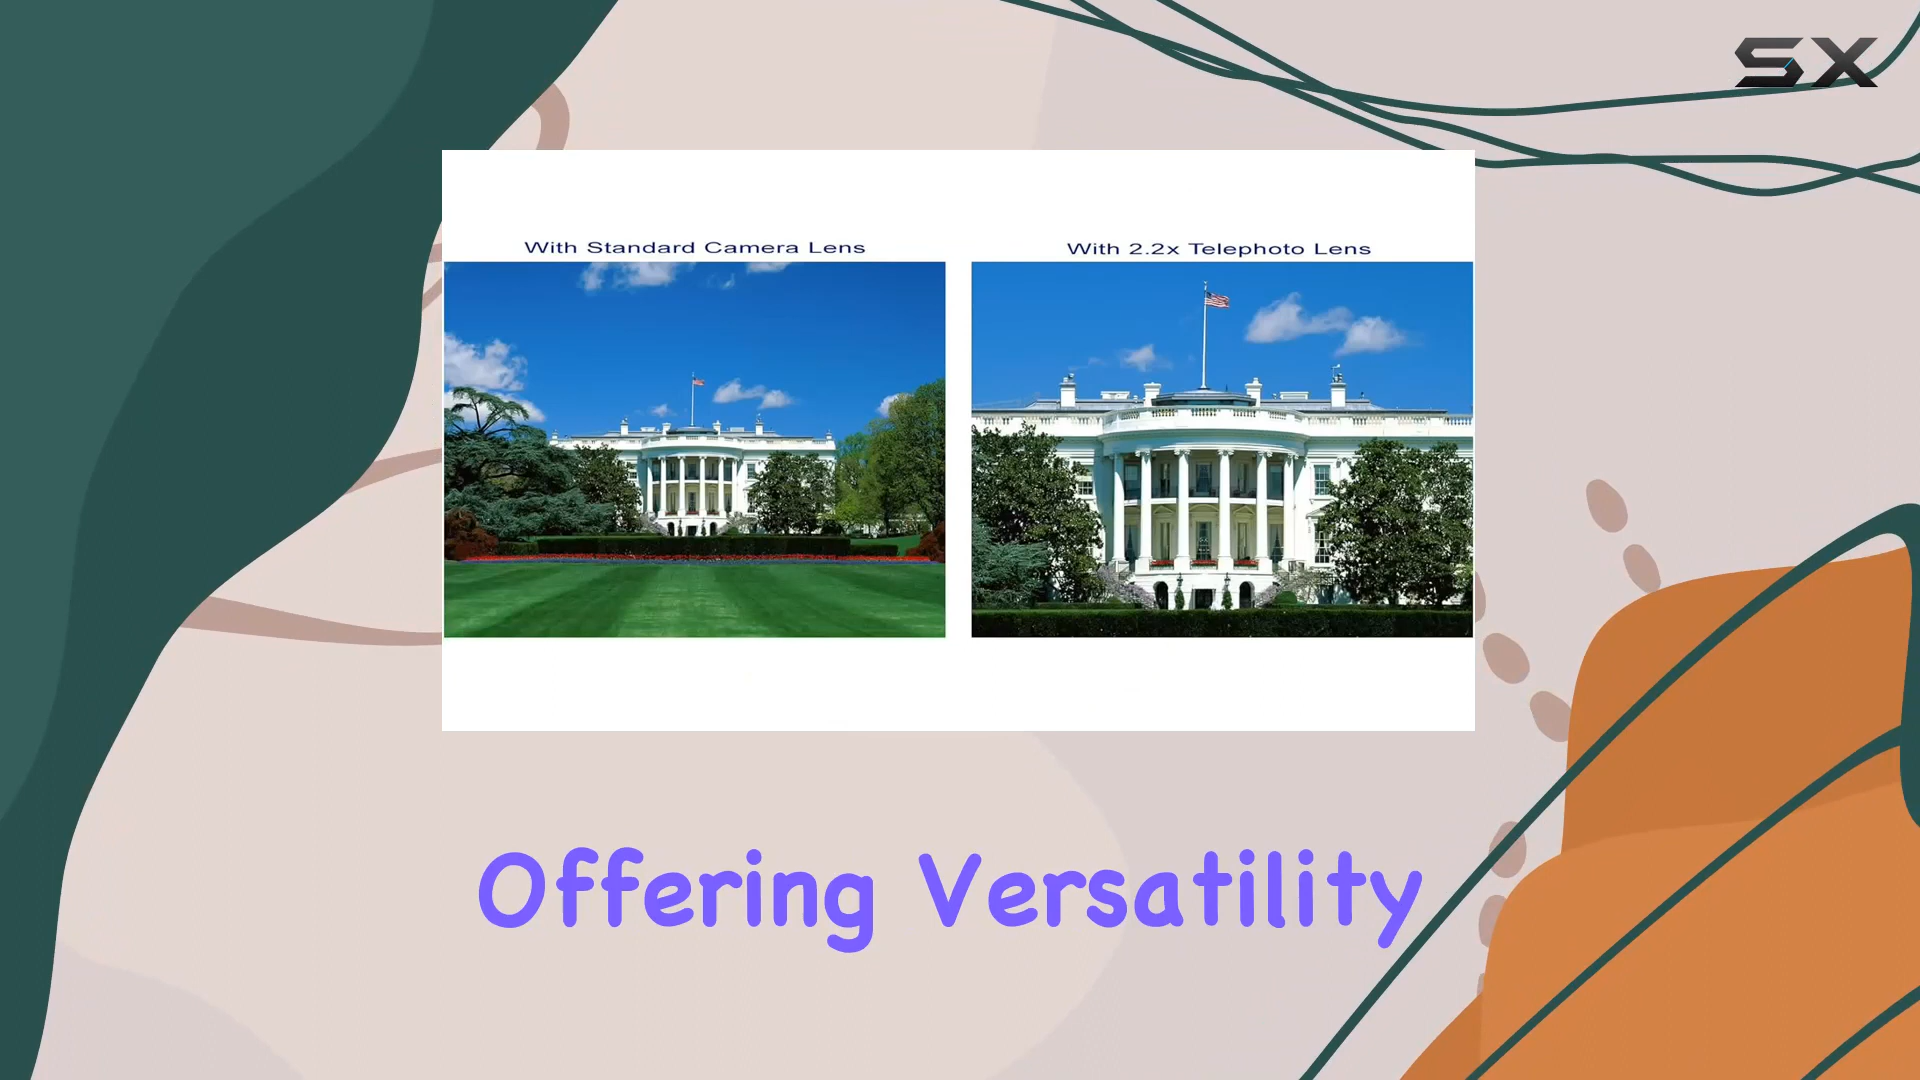 SX
With Standard Camera Lens
With 2.2x Telephoto Lens
Offering Versatility